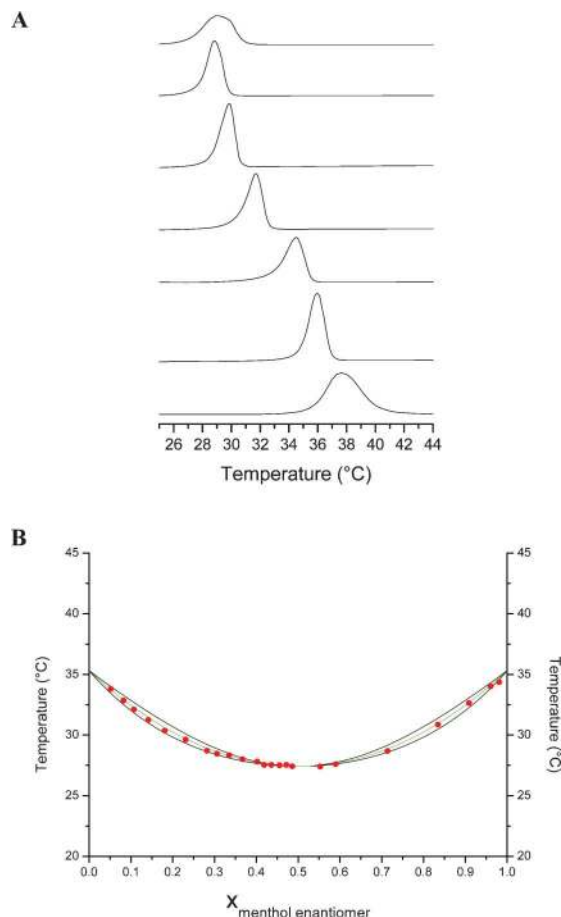 A
26 28 30 32 34 36 38 40 42 44
Temperature (°C)
B
45 45
40 40
35 35
30 30
25 25
20 20
Temperature (°C)
Temperature (°C)
0.0 0.1 0.2 0.3 0.4 0.5 0.6 0.7 0.8 0.9 1.0
X menthol enantiomer